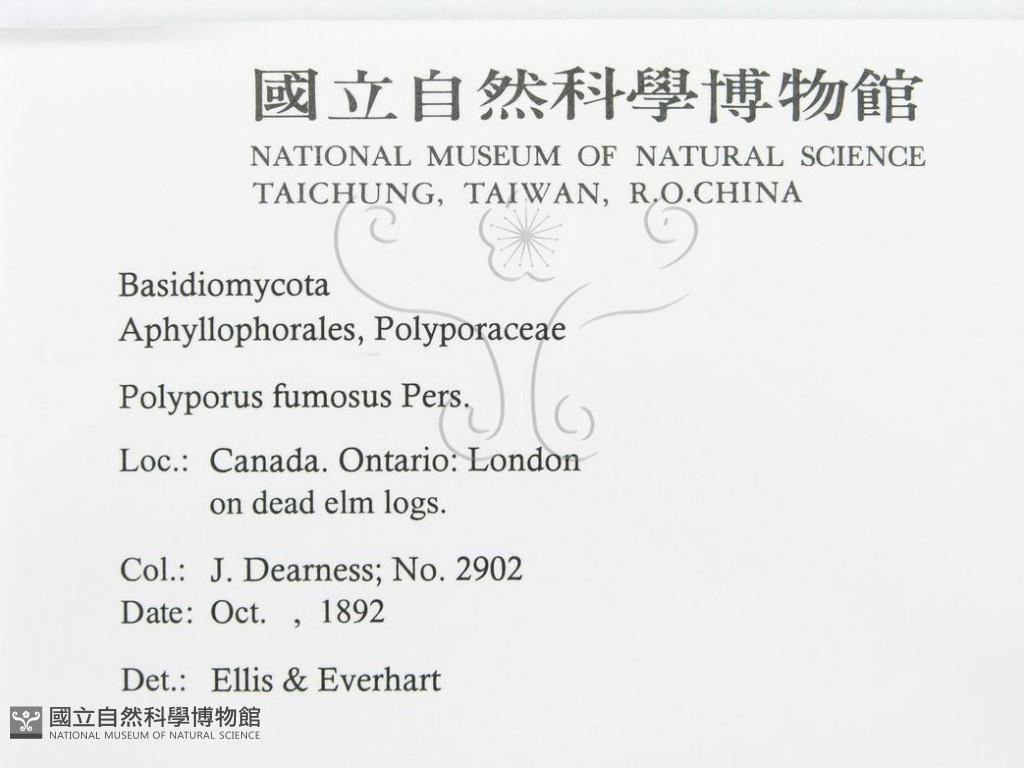 國立自然科學博物館
NATIONAL MUSEUM OF NATURAL SCIENCE
TAICHUNG, TAIWAN, R.O.CHINA
Basidiomycota
Aphyllophorales, Polyporaceae
Polyporus fumosus Pers.
Loc.: Canada. Ontario: London
on dead elm logs.
Col.: J. Dearness; No. 2902
Date: Oct. , 1892
Det.: Ellis & Everhart
國立自然科學博物館
NATIONAL MUSEUM OF NATURAL SCIENCE